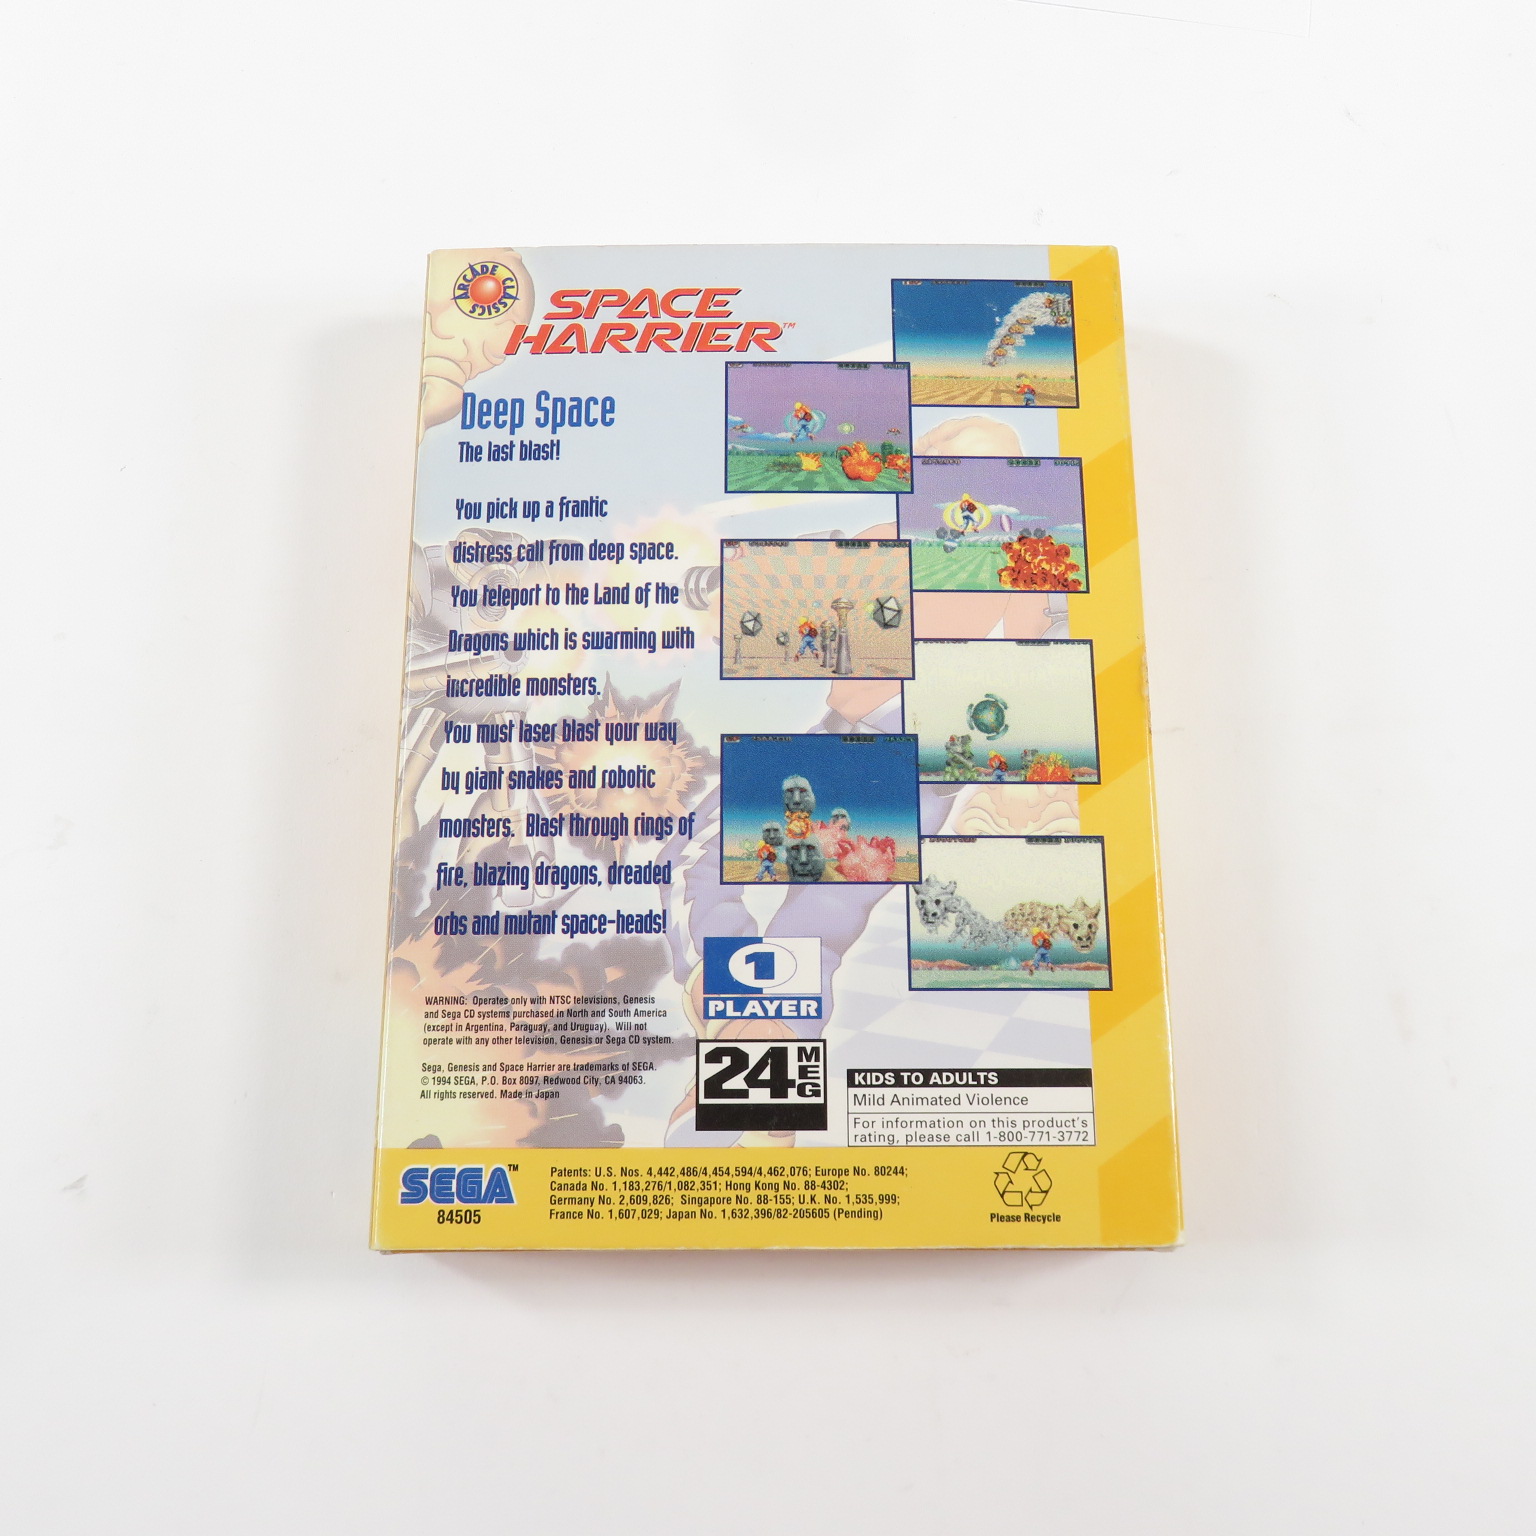 ARCADE CLASSICS
SPACE
HARRIER™
Deep Space
The last blast!
You pick up a frantic
distress call from deep space.
You teleport to the Land of the
Dragons which is swarming with
incredible monsters.
You must laser blast your way
by giant snakes and robotic
monsters. Blast through rings of
fire, blazing dragons, dreaded
orbs and mutant space-heads!
1
PLAYER
WARNING: Operates only with NTSC televisions, Genesis
and Sega CD systems purchased in North and South America
(except in Argentina, Paraguay, and Uruguay). Will not
operate with any other television, Genesis or Sega CD system.
Sega, Genesis and Space Harrier are trademarks of SEGA.
© 1994 SEGA, P.O. Box 8097, Redwood City, CA 94063.
All rights reserved. Made in Japan
24 MEG
KIDS TO ADULTS
Mild Animated Violence
For information on this product's
rating, please call 1-800-771-3772
SEGA™
84505
Patents: U.S. Nos. 4,442,486/4,454,594/4,462,076; Europe No. 80244;
Canada No. 1,183,276/1,082,351; Hong Kong No. 88-4302;
Germany No. 2,609,826; Singapore No. 88-155; U.K. No. 1,535,999;
France No. 1,607,029; Japan No. 1,632,396/82-205605 (Pending)
Please Recycle